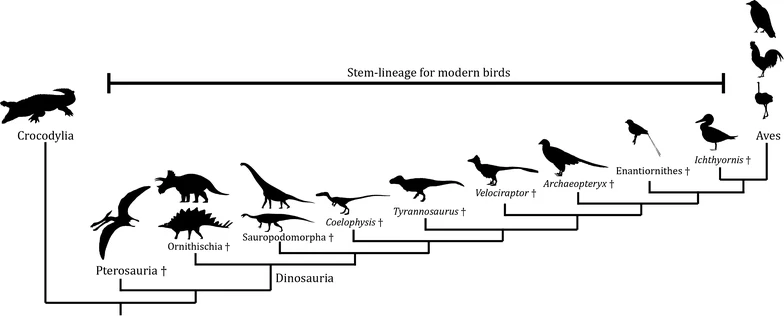 Stem-lineage for modern birds
Crocodylia
Aves
Ichthyornis †
Enantiornithes †
Archaeopteryx †
Velociraptor †
Tyrannosaurus †
Coelophysis †
Sauropodomorpha †
Ornithischia †
Pterosauria †
Dinosauria